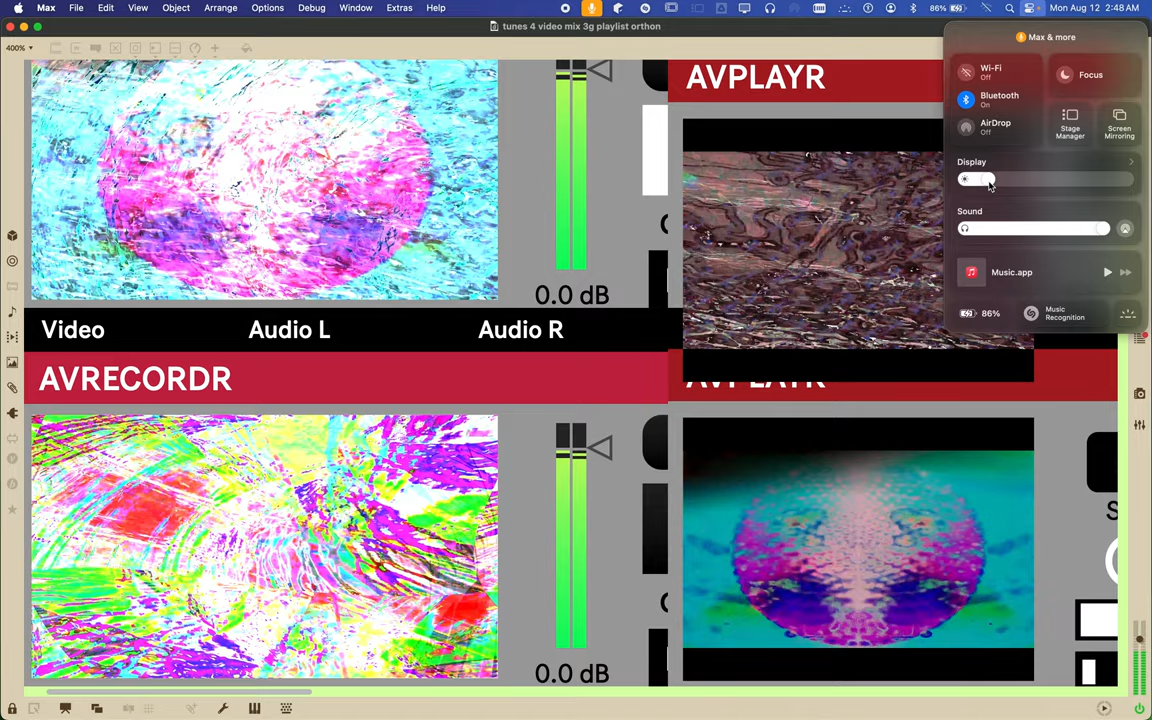 Max File Edit View Object Arrange Options Debug Window Extras Help
86% Mon Aug 12 2:48 AM
tunes 4 video mix 3g playlist orthon
400%
Max & more
Wi-Fi
Off
Focus
Bluetooth
On
AirDrop
Off
Stage
Manager
Screen
Mirroring
Display
Sound
Music.app
86%
Music
Recognition
AVPLAYR
0.0 dB
Video Audio L Audio R
AVRECORDR
0.0 dB